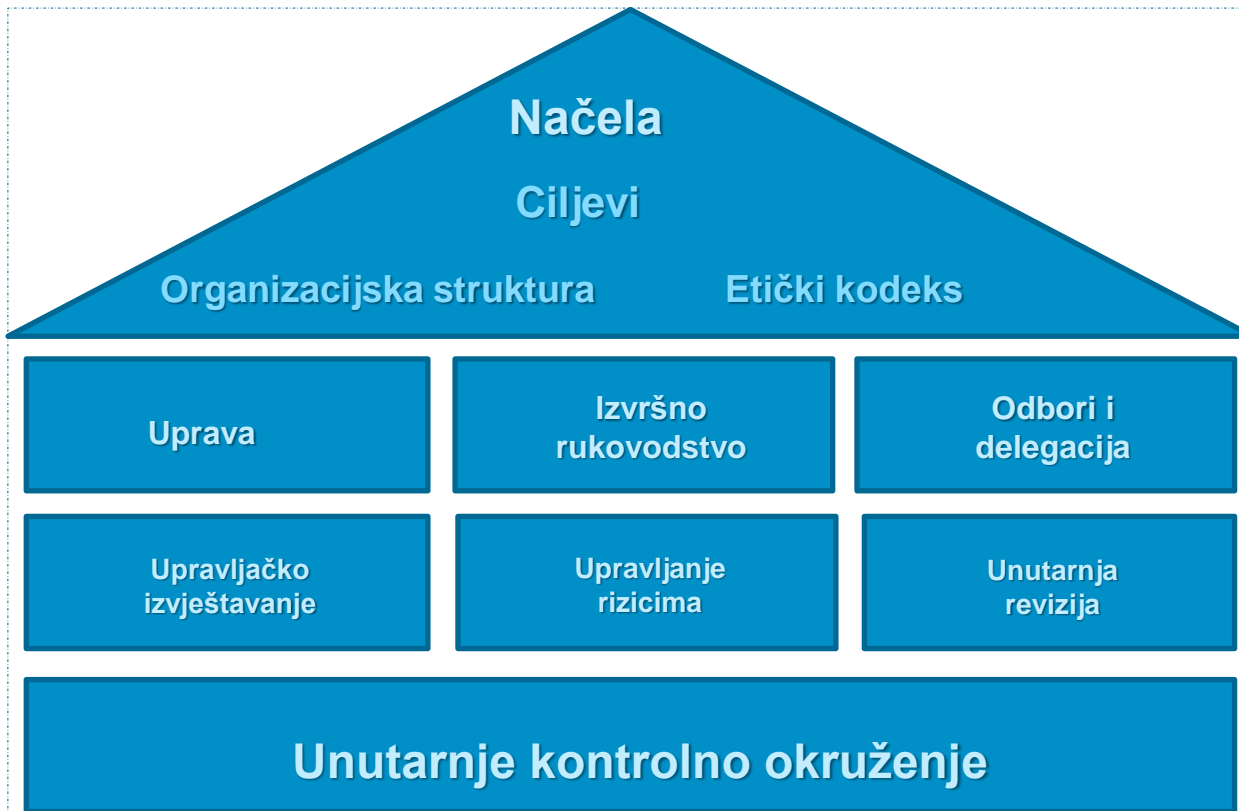 Načela
Ciljevi
Organizacijska struktura
Etički kodeks
Uprava
Izvršno
rukovodstvo
Odbori i
delegacija
Upravljačko
izvještavanje
Upravljanje
rizicima
Unutarnja
revizija
Unutarnje kontrolno okruženje